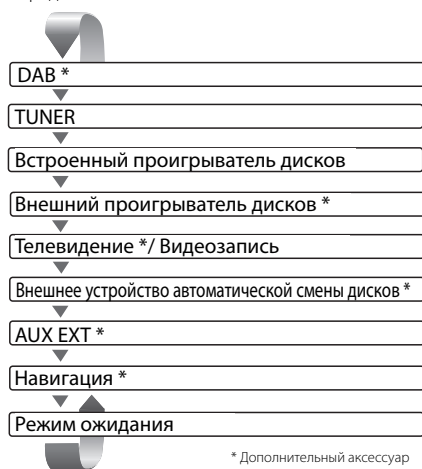 DAB *
TUNER
Встроенный проигрыватель дисков
Внешний проигрыватель дисков *
Телевидение */ Видеозапись
Внешнее устройство автоматической смены дисков *
AUX EXT *
Навигация *
Режим ожидания
* Дополнительный аксессуар